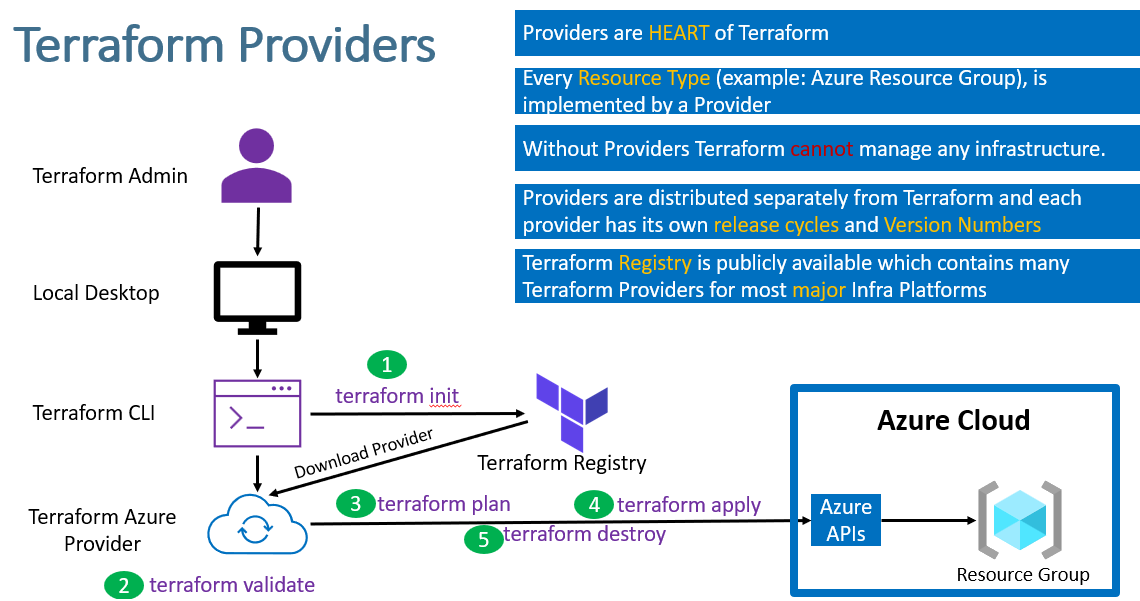 Terraform Providers
Providers are HEART of Terraform
Every Resource Type (example: Azure Resource Group), is
implemented by a Provider
Without Providers Terraform cannot manage any infrastructure.
Providers are distributed separately from Terraform and each
provider has its own release cycles and Version Numbers
Terraform Registry is publicly available which contains many
Terraform Providers for most major Infra Platforms
Terraform Admin
Local Desktop
Terraform CLI
1
terraform init
Download Provider
Terraform Registry
Terraform Azure
Provider
2 terraform validate
3 terraform plan
4 terraform apply
5 terraform destroy
Azure Cloud
Azure
APIs
Resource Group